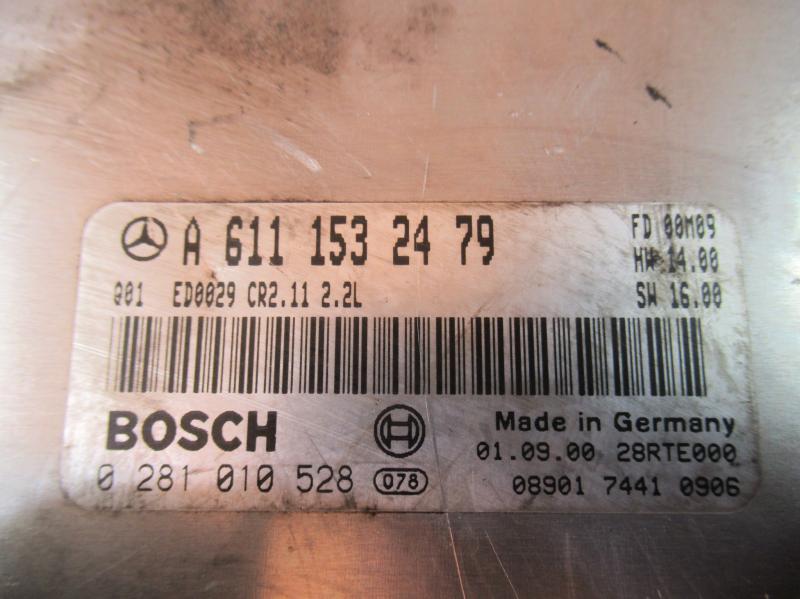 A 611 153 24 79
FD 00M09
HW 14.00
Q01 ED0029 CR2.11 2.2L
SW 16.00
BOSCH
Made in Germany
01.09.00 28RTE000
0 281 010 528 078
08901 7441 0906